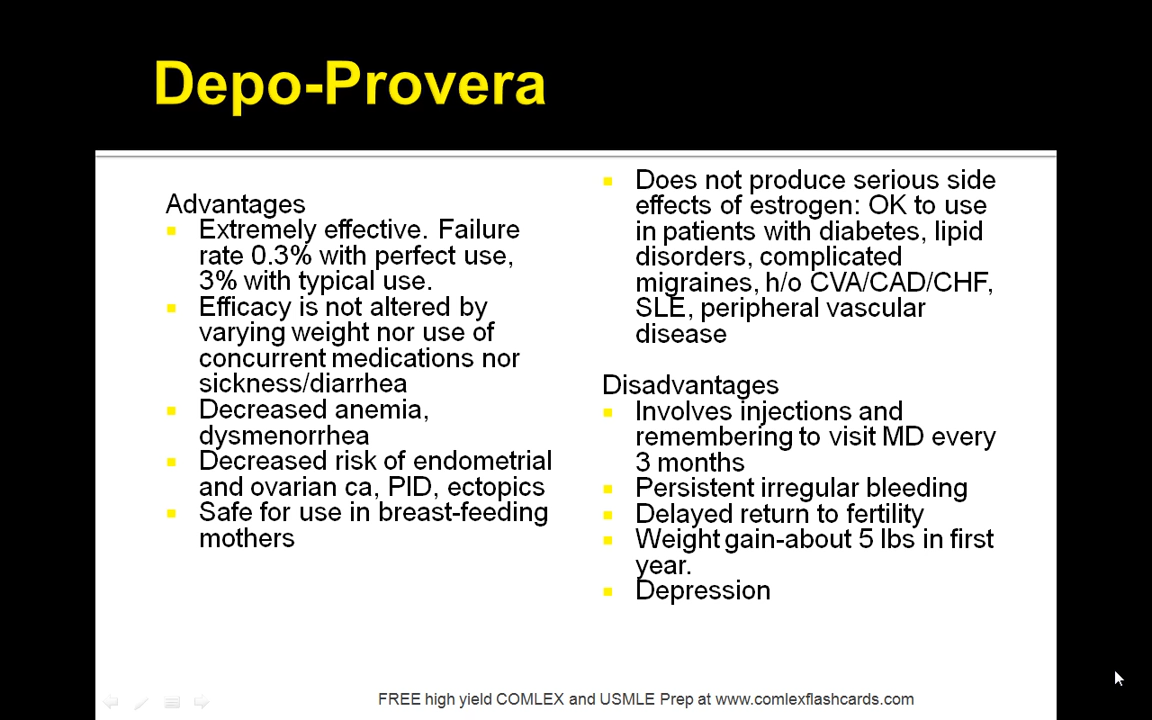 Depo-Provera
Advantages
Extremely effective. Failure
rate 0.3% with perfect use,
3% with typical use.
Efficacy is not altered by
varying weight nor use of
concurrent medications nor
sickness/diarrhea
Decreased anemia,
dysmenorrhea
Decreased risk of endometrial
and ovarian ca, PID, ectopics
Safe for use in breast-feeding
mothers
Does not produce serious side
effects of estrogen: OK to use
in patients with diabetes, lipid
disorders, complicated
migraines, h/o CVA/CAD/CHF,
SLE, peripheral vascular
disease
Disadvantages
Involves injections and
remembering to visit MD every
3 months
Persistent irregular bleeding
Delayed return to fertility
Weight gain-about 5 lbs in first
year.
Depression
FREE high yield COMLEX and USMLE Prep at www.comlexflashcards.com